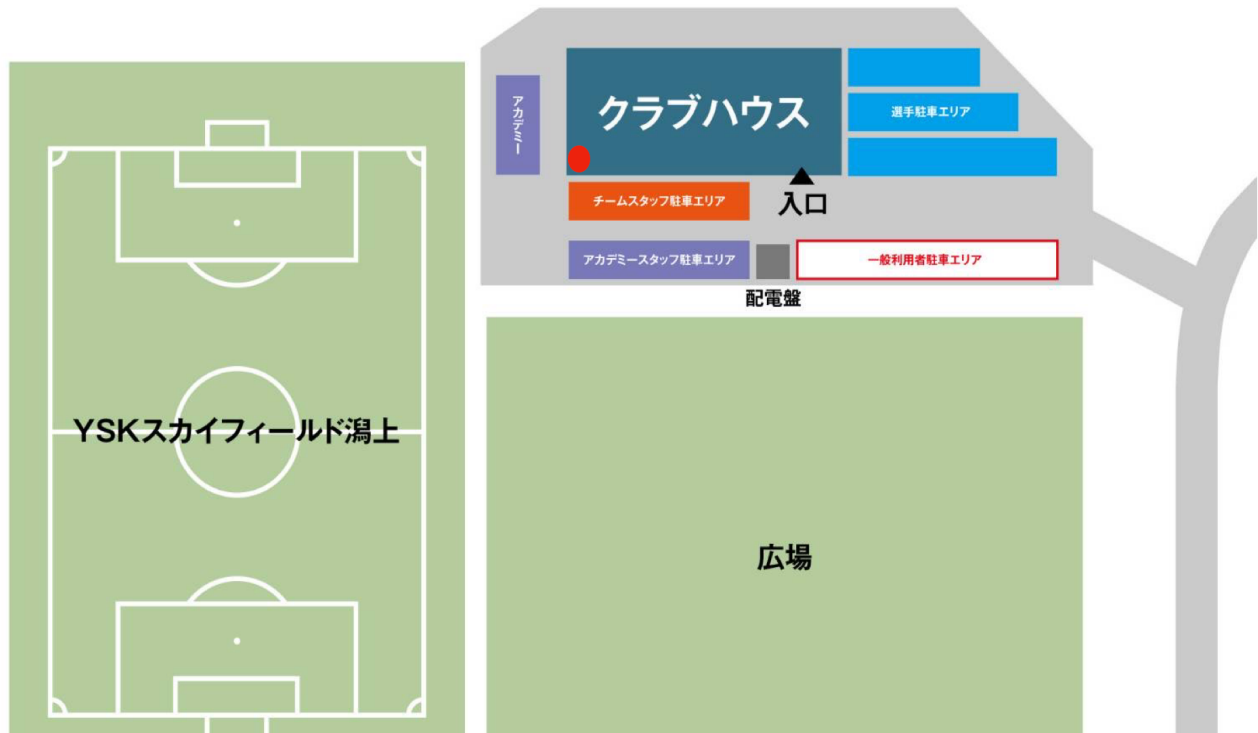 アカデミー
クラブハウス
選手駐車エリア
チームスタッフ駐車エリア
入口
アカデミースタッフ駐車エリア
一般利用者駐車エリア
配電盤
YSKスカイフィールド潟上
広場